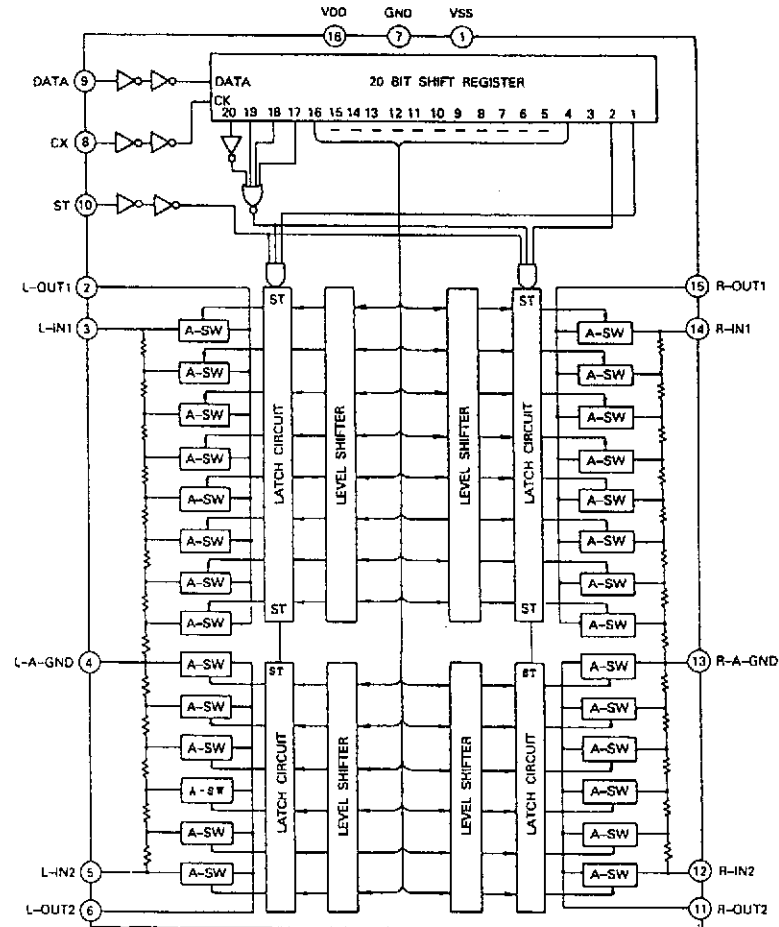 VDD GND VSS
16 7 1
DATA 9
DATA 20 BIT SHIFT REGISTER
CK
20 19 18 17 16 15 14 13 12 11 10 9 8 7 6 5 4 3 2 1
CX 8
ST 10
L-OUT1 2
15 R-OUT1
ST ST
L-IN1 3
14 R-IN1
A-SW A-SW
A-SW A-SW
A-SW A-SW
A-SW A-SW
LATCH CIRCUIT LEVEL SHIFTER LEVEL SHIFTER LATCH CIRCUIT
A-SW A-SW
A-SW A-SW
A-SW A-SW
ST ST
A-SW A-SW
L-A-GND 4 A-SW A-SW 13 R-A-GND
ST ST
A-SW A-SW
A-SW A-SW
LATCH CIRCUIT LEVEL SHIFTER LEVEL SHIFTER LATCH CIRCUIT
A-SW A-SW
A-SW A-SW
L-IN2 5 A-SW A-SW 12 R-IN2
L-OUT2 6
11 R-OUT2